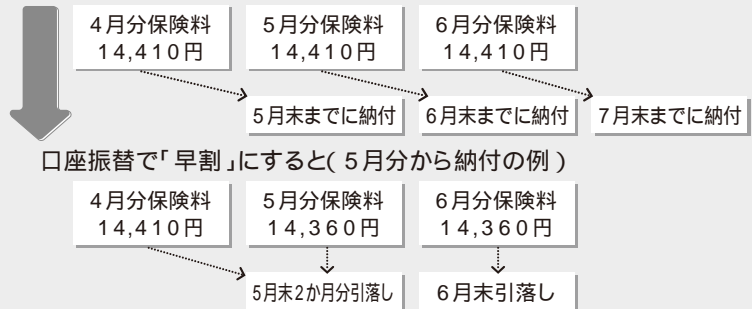 4月分保険料 5月分保険料 6月分保険料
14,410円 14,410円 14,410円
5月末までに納付 6月末までに納付 7月末までに納付
口座振替で「早割」にすると(5月分から納付の例)
4月分保険料 5月分保険料 6月分保険料
14,410円 14,360円 14,360円
5月末2か月分引落し 6月末引落し